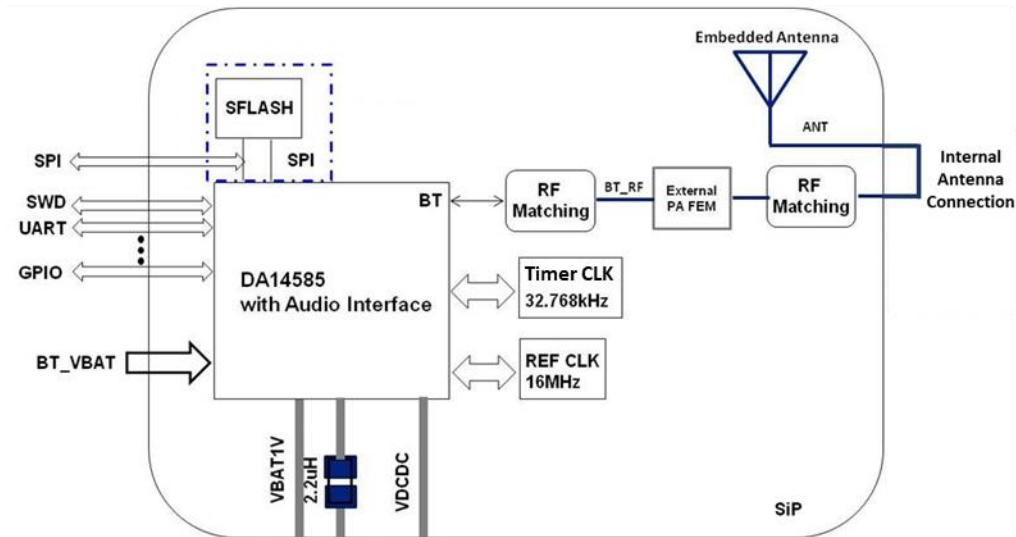 Embedded Antenna
SFLASH
ANT
SPI
SPI
Internal
Antenna
Connection
SWD
UART
GPIO
BT
RF
Matching
BT_RF
External
PA FEM
RF
Matching
DA14585
with Audio Interface
Timer CLK
32.768kHz
BT_VBAT
REF CLK
16MHz
VBAT1V
2.2uH
VDCDC
SiP